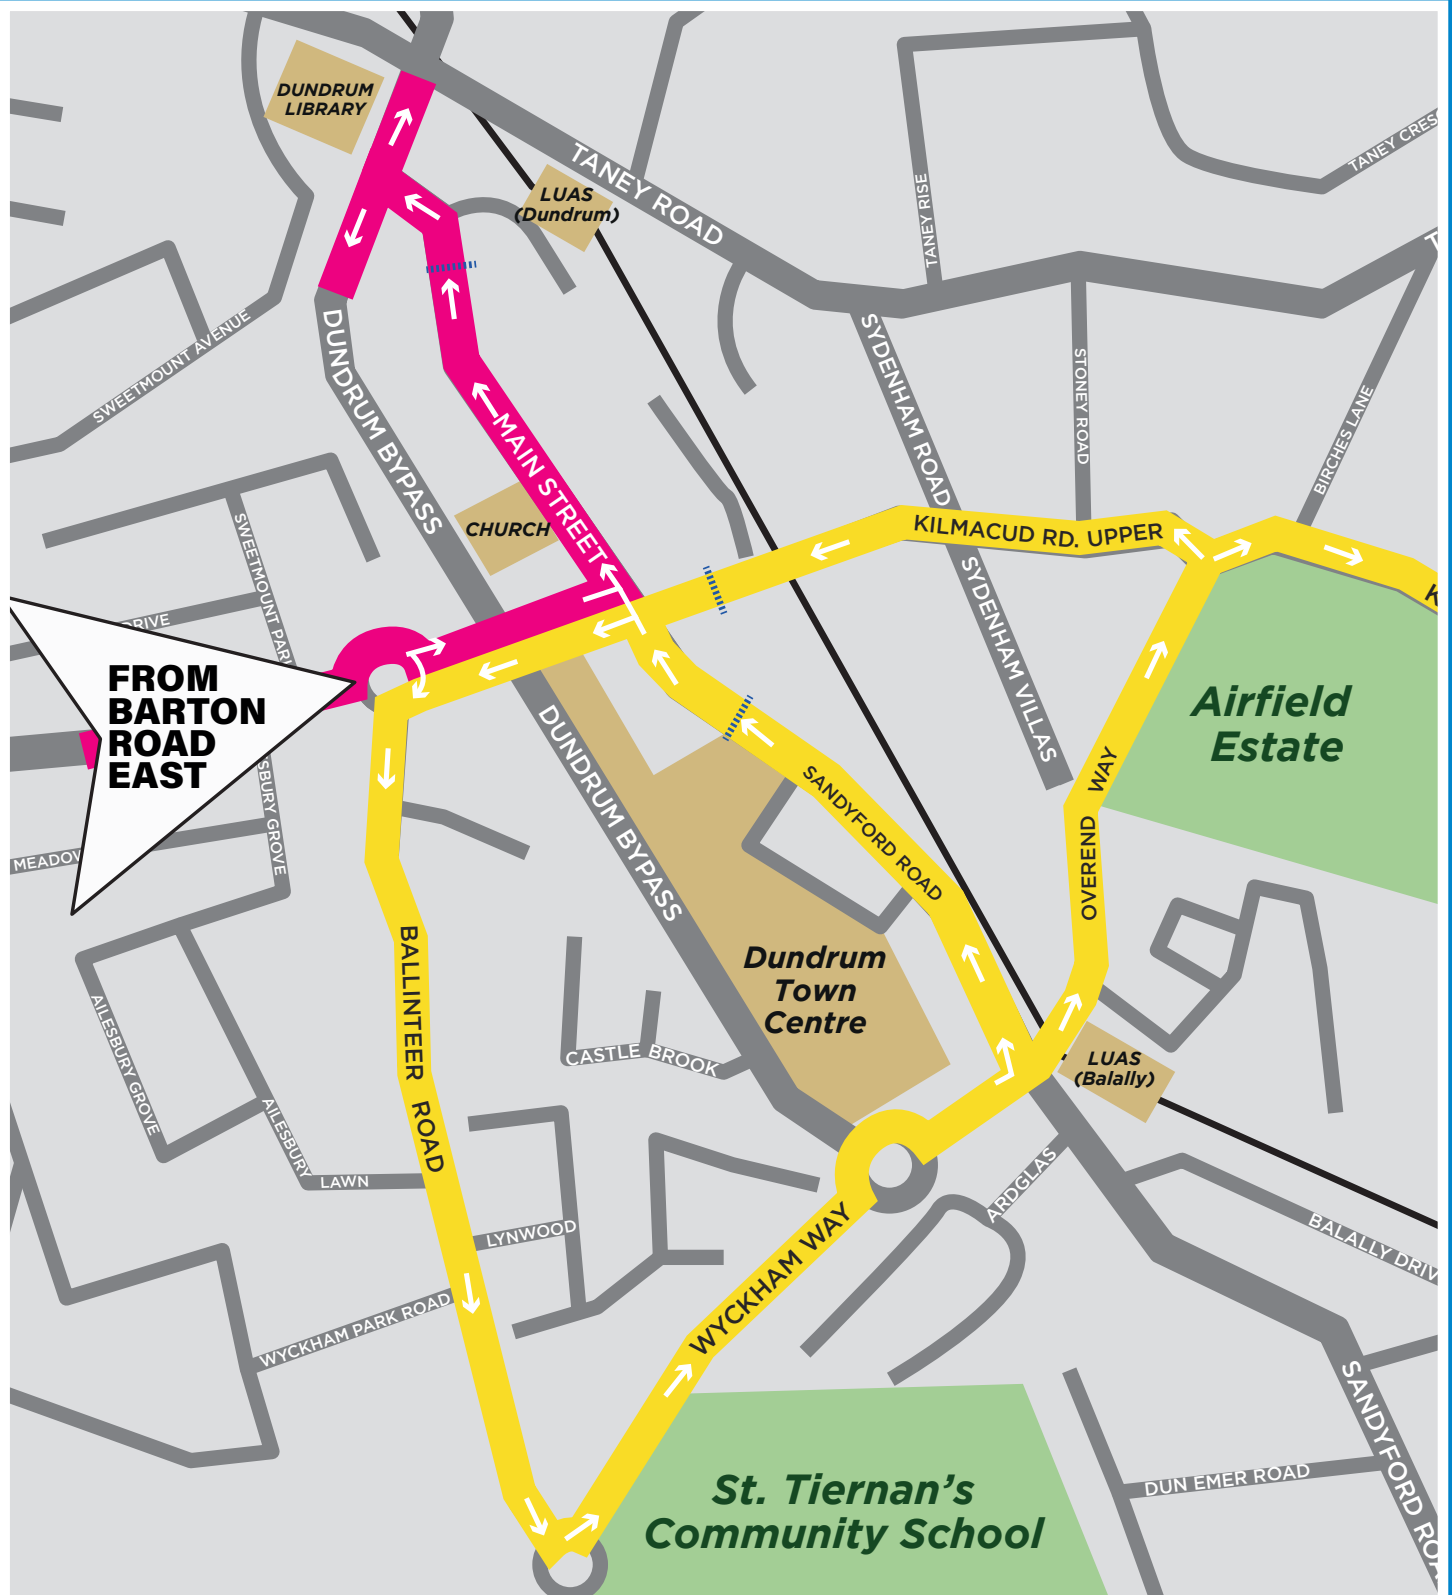 DUNDRUM
LIBRARY
LUAS
(Dundrum)
TANEY ROAD
TANEY RISE
TANEY CRES
SWEETMOUNT AVENUE
DUNDRUM BYPASS
MAIN STREET
CHURCH
SYDENHAM ROAD
STONEY ROAD
BIRCHES LANE
KILMACUD RD. UPPER
K
SWEETMOUNT PARK
DRIVE
FROM
BARTON
ROAD
EAST
SBURY GROVE
MEADOW
SYDENHAM VILLAS
Airfield
Estate
OVEREND WAY
DUNDRUM BYPASS
SANDYFORD ROAD
Dundrum
Town
Centre
LUAS
(Balally)
BALLINTEER ROAD
CASTLE BROOK
AILESBURY GROVE
AILESBURY
LAWN
LYNWOOD
WYCKHAM PARK ROAD
WYCKHAM WAY
ARDGLAS
BALALLY DRIV
SANDYFORD ROA
DUN EMER ROAD
St. Tiernan's
Community School